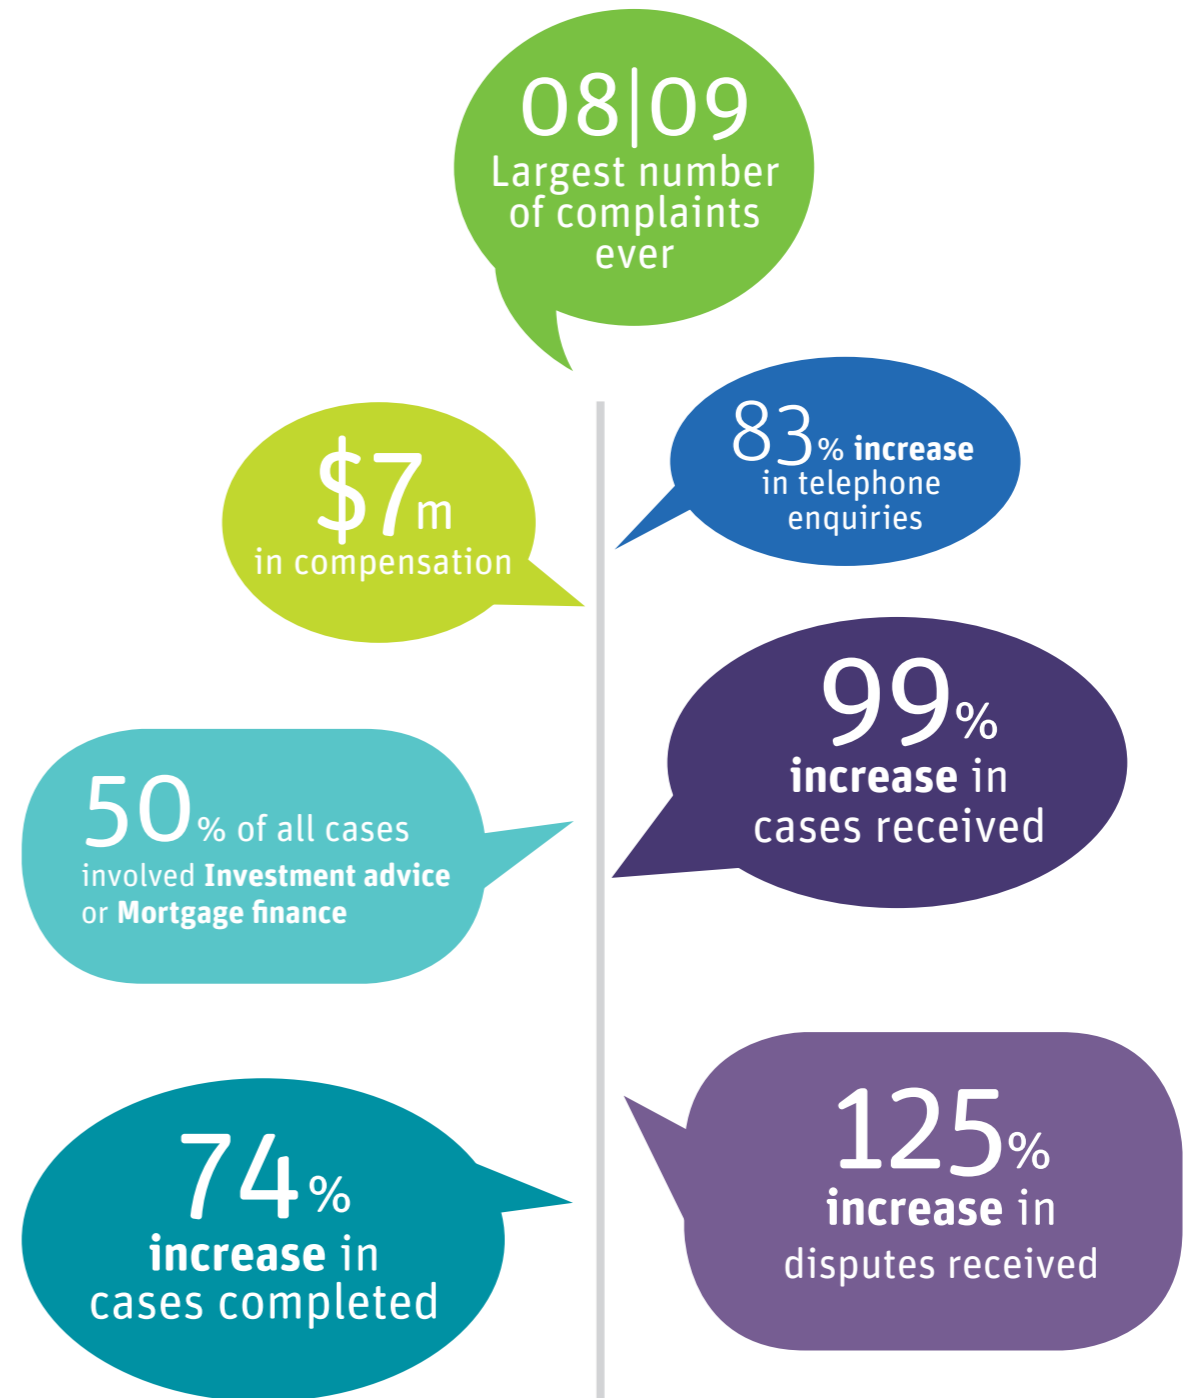 08|09
Largest number
of complaints
ever
83% increase
in telephone
enquiries
$7m
in compensation
99%
increase in
cases received
50% of all cases
involved Investment advice
or Mortgage finance
125%
increase in
disputes received
74%
increase in
cases completed